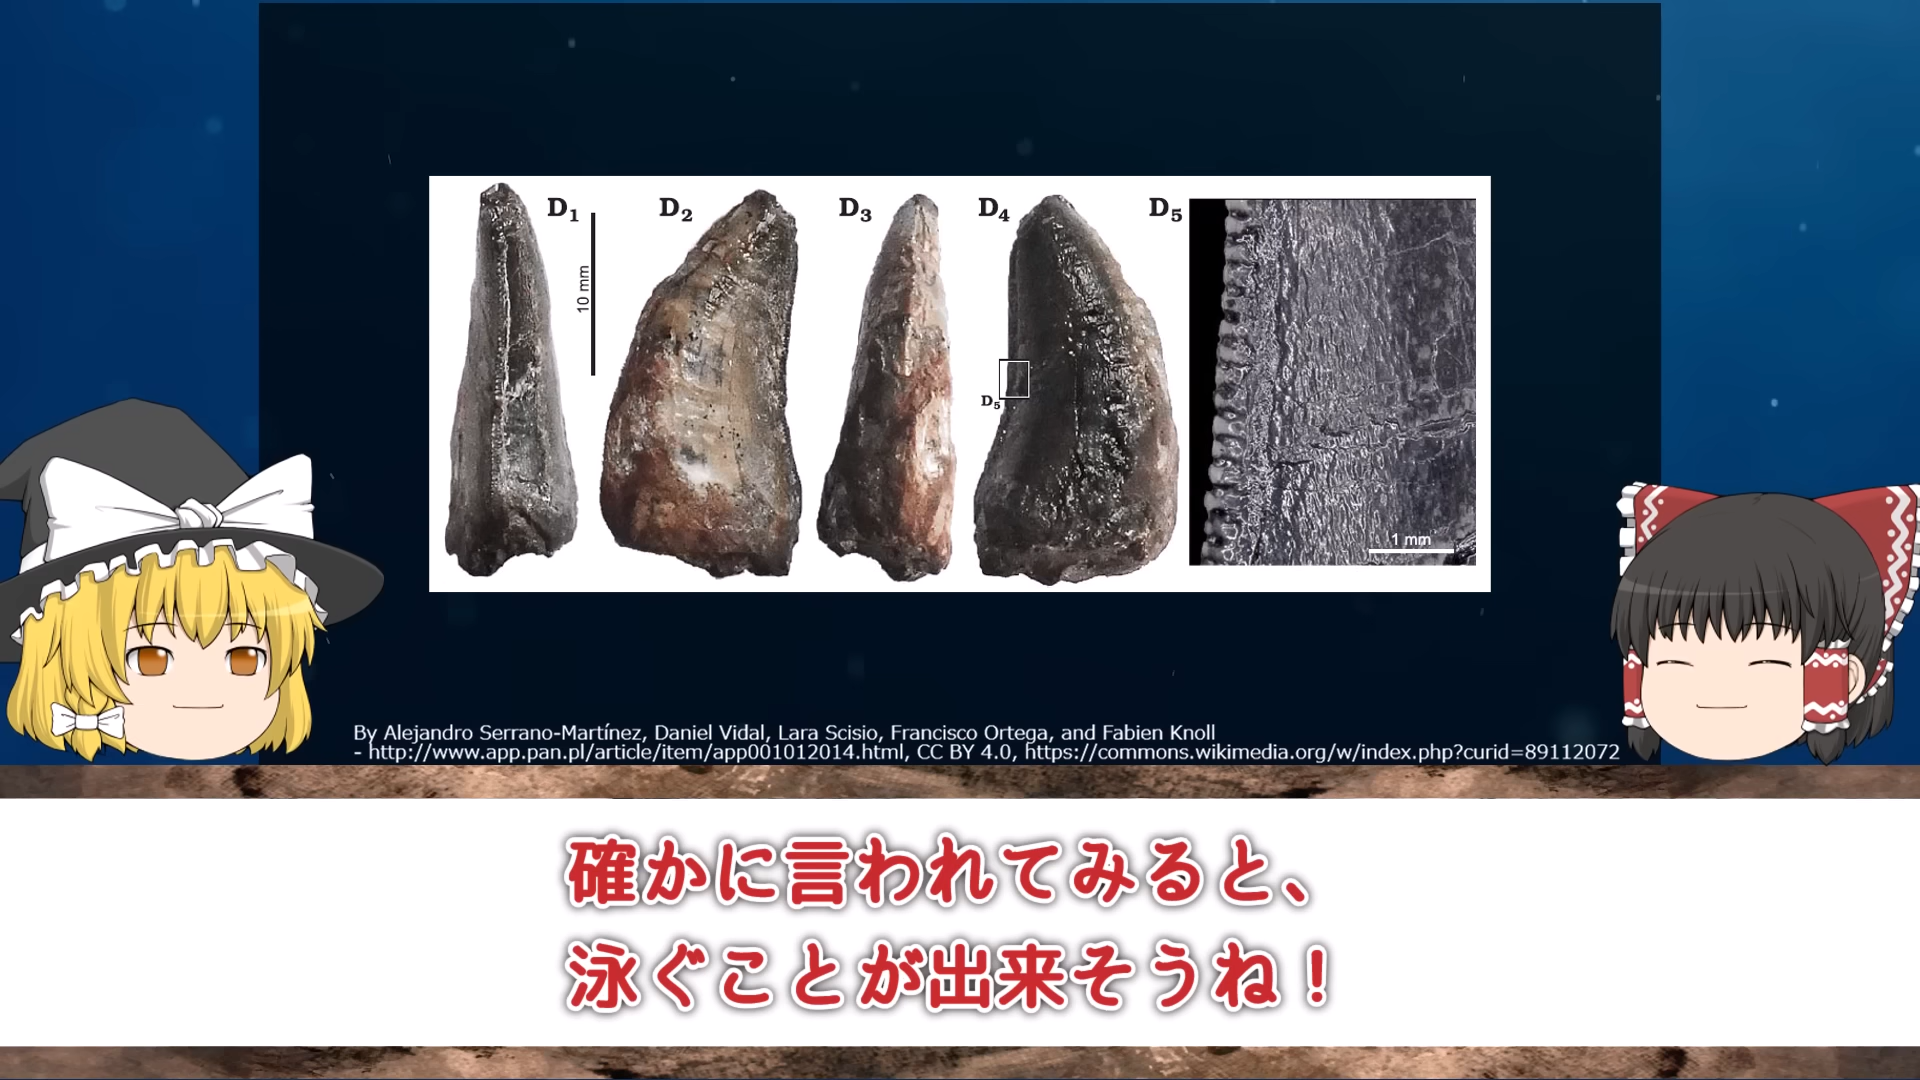 D1
D2
D3
D4
D5
10 mm
D5
1 mm
By Alejandro Serrano-Martínez, Daniel Vidal, Lara Scisio, Francisco Ortega, and Fabien Knoll
- http://www.app.pan.pl/article/item/app001012014.html, CC BY 4.0, https://commons.wikimedia.org/w/index.php?curid=89112072
確かに言われてみると、
泳ぐことが出来そうね！